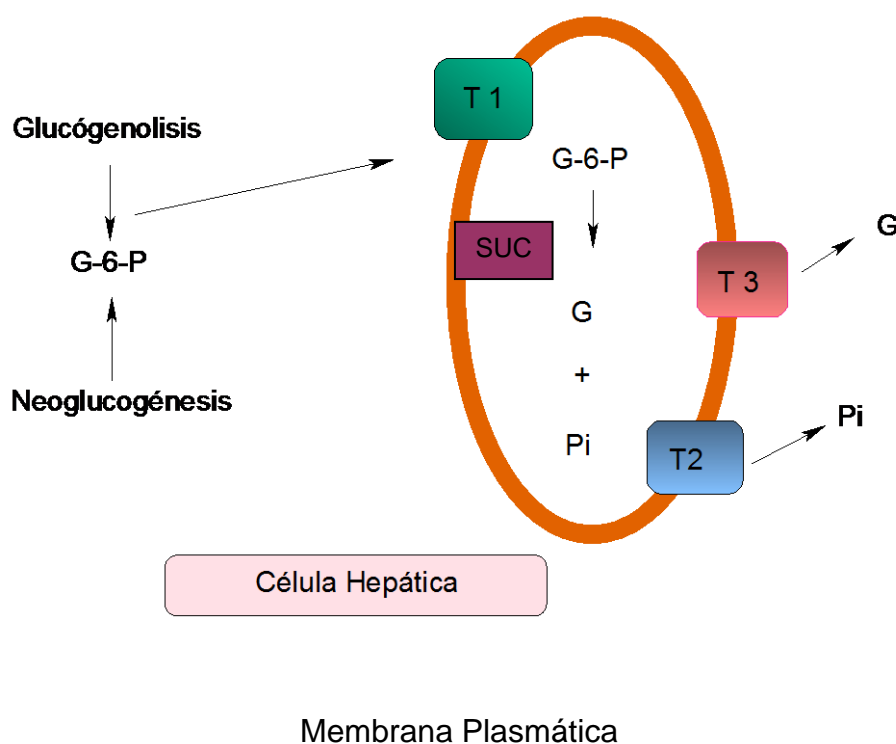 Glucógenolisis
G-6-P
Neoglucogénesis
T 1
G-6-P
SUC
G
+
Pi
T 3
G
T2
Pi
Célula Hepática
Membrana Plasmática